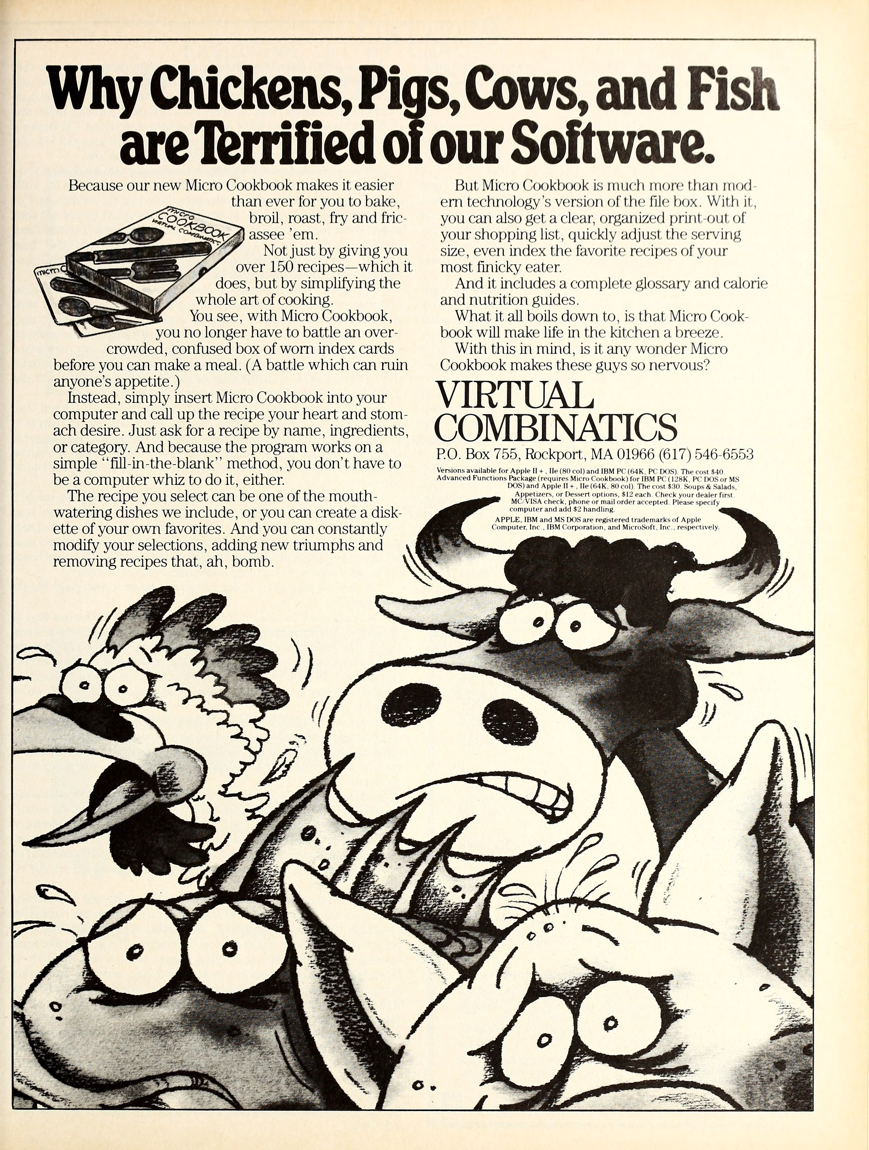 Why Chickens, Pigs, Cows, and Fish
are Terrified of our Software.
Because our new Micro Cookbook makes it easier
than ever for you to bake,
broil, roast, fry and fric-
assee 'em.
Not just by giving you
over 150 recipes—which it
does, but by simplifying the
whole art of cooking.
You see, with Micro Cookbook,
you no longer have to battle an over-
crowded, confused box of worn index cards
before you can make a meal. (A battle which can ruin
anyone's appetite.)
Instead, simply insert Micro Cookbook into your
computer and call up the recipe your heart and stom-
ach desire. Just ask for a recipe by name, ingredients,
or category. And because the program works on a
simple "fill-in-the-blank" method, you don't have to
be a computer whiz to do it, either.
The recipe you select can be one of the mouth-
watering dishes we include, or you can create a disk-
ette of your own favorites. And you can constantly
modify your selections, adding new triumphs and
removing recipes that, ah, bomb.
micro
COOKBOOK
VIRTUAL COMBINATICS
micro
But Micro Cookbook is much more than mod-
ern technology's version of the file box. With it,
you can also get a clear, organized print-out of
your shopping list, quickly adjust the serving
size, even index the favorite recipes of your
most finicky eater.
And it includes a complete glossary and calorie
and nutrition guides.
What it all boils down to, is that Micro Cook-
book will make life in the kitchen a breeze.
With this in mind, is it any wonder Micro
Cookbook makes these guys so nervous?
VIRTUAL
COMBINATICS
P.O. Box 755, Rockport, MA 01966 (617) 546-6553
Versions available for Apple II+, IIe (80 col) and IBM PC (64K, PC DOS). The cost $40.
Advanced Functions Package (requires Micro Cookbook) for IBM PC (128K, PC DOS or MS
DOS) and Apple II+, IIe (64K, 80 col). The cost $30. Soups & Salads,
Appetizers, or Dessert options, $12 each. Check your dealer first.
MC/VISA check, phone or mail order accepted. Please specify
computer and add $2 handling.
APPLE, IBM and MS DOS are registered trademarks of Apple
Computer, Inc., IBM Corporation, and MicroSoft, Inc., respectively.